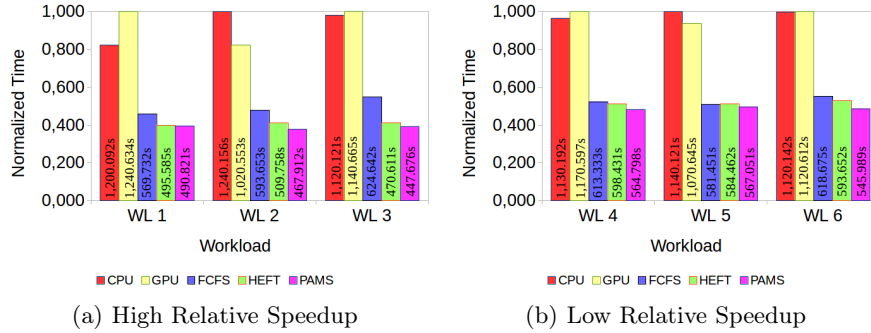 Normalized Time
1,000
0,800
0,600
0,400
0,200
0,000
1,200.092s
1,240.634s
569.732s
495.585s
490.821s
1,240.156s
1,020.553s
593.653s
509.758s
467.912s
1,120.121s
1,140.665s
624.642s
470.611s
447.676s
WL 1 WL 2 WL 3
Workload
CPU GPU FCFS HEFT PAMS
(a) High Relative Speedup
Normalized Time
1,000
0,800
0,600
0,400
0,200
0,000
1,130.192s
1,170.597s
613.333s
598.431s
564.798s
1,140.121s
1,070.645s
581.451s
584.462s
567.051s
1,120.142s
1,120.612s
618.675s
593.652s
545.989s
WL 4 WL 5 WL 6
Workload
CPU GPU FCFS HEFT PAMS
(b) Low Relative Speedup